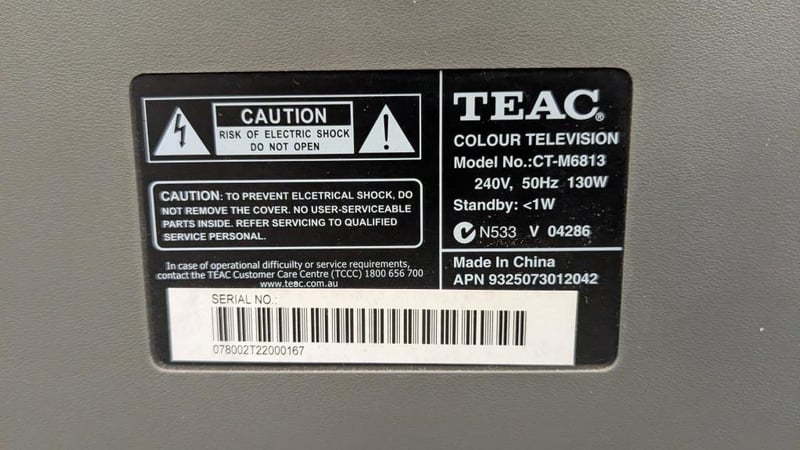 CAUTION
RISK OF ELECTRIC SHOCK
DO NOT OPEN
CAUTION: TO PREVENT ELCETRICAL SHOCK, DO
NOT REMOVE THE COVER. NO USER-SERVICEABLE
PARTS INSIDE. REFER SERVICING TO QUALIFIED
SERVICE PERSONAL.
In case of operational difficuilty or service requirements,
contact the TEAC Customer Care Centre (TCCC) 1800 656 700
www.teac.com.au
SERIAL NO.:
078002T22000167
TEAC®
COLOUR TELEVISION
Model No.:CT-M6813
240V, 50Hz 130W
Standby: <1W
N533 V 04286
Made In China
APN 9325073012042